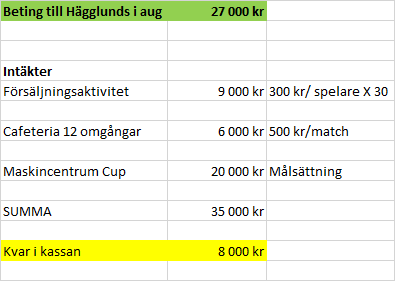 Beting till Hägglunds i aug 27 000 kr
Intäkter
Försäljningsaktivitet 9 000 kr 300 kr/ spelare X 30
Cafeteria 12 omgångar 6 000 kr 500 kr/match
Maskincentrum Cup 20 000 kr Målsättning
SUMMA 35 000 kr
Kvar i kassan 8 000 kr